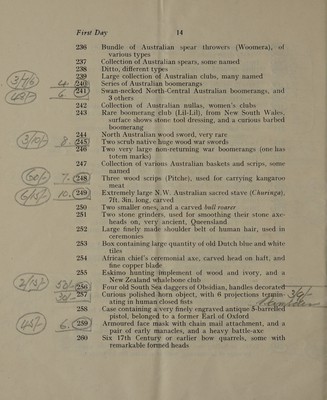 First Day 14
236 Bundle of Australian spear throwers (Woomera), of
various types
237 Collection of Australian spears, some named
238 Ditto, different types
239 Large collection of Australian clubs, many named
240 Series of Australian boomerangs
241 Swan-necked North-Central Australian boomerangs, and
3 others
242 Collection of Australian nullas, women's clubs
243 Rare boomerang club (Lil-Lil), from New South Wales,
surface shows stone tool dressing, and a curious barbed
boomerang
244 North Australian wood sword, very rare
245 Two scrub native huge wood war swords
246 Two very large non-returning war boomerangs (one has
totem marks)
247 Collection of various Australian baskets and scrips, some
named
248 Three wood scrips (Pitche), used for carrying kangaroo
meat
249 Extremely large N.W. Australian sacred stave (Churinga),
7ft. 3in. long, carved
250 Two smaller ones, and a carved bull roarer
251 Two stone grinders, used for smoothing their stone axe-
heads on, very ancient, Queensland
252 Large finely made shoulder belt of human hair, used in
ceremonies
253 Box containing large quantity of old Dutch blue and white
tiles
254 African chief's ceremonial axe, carved head on haft, and
fine copper blade
255 Eskimo hunting implement of wood and ivory, and a
New Zealand whalebone club
256 Four old South Sea daggers of Obsidian, handles decorated
257 Curious polished horn object, with 6 projections termin-
ating in human closed fists
258 Case containing a very finely engraved antique
pistol, belonged to a former Earl of Oxford
259 Armoured face mask with chain mail attachment, and a
pair of early manacles, and a heavy battle-axe
260 Six 17th Century or earlier bow quarrels, some with
remarkable formed heads